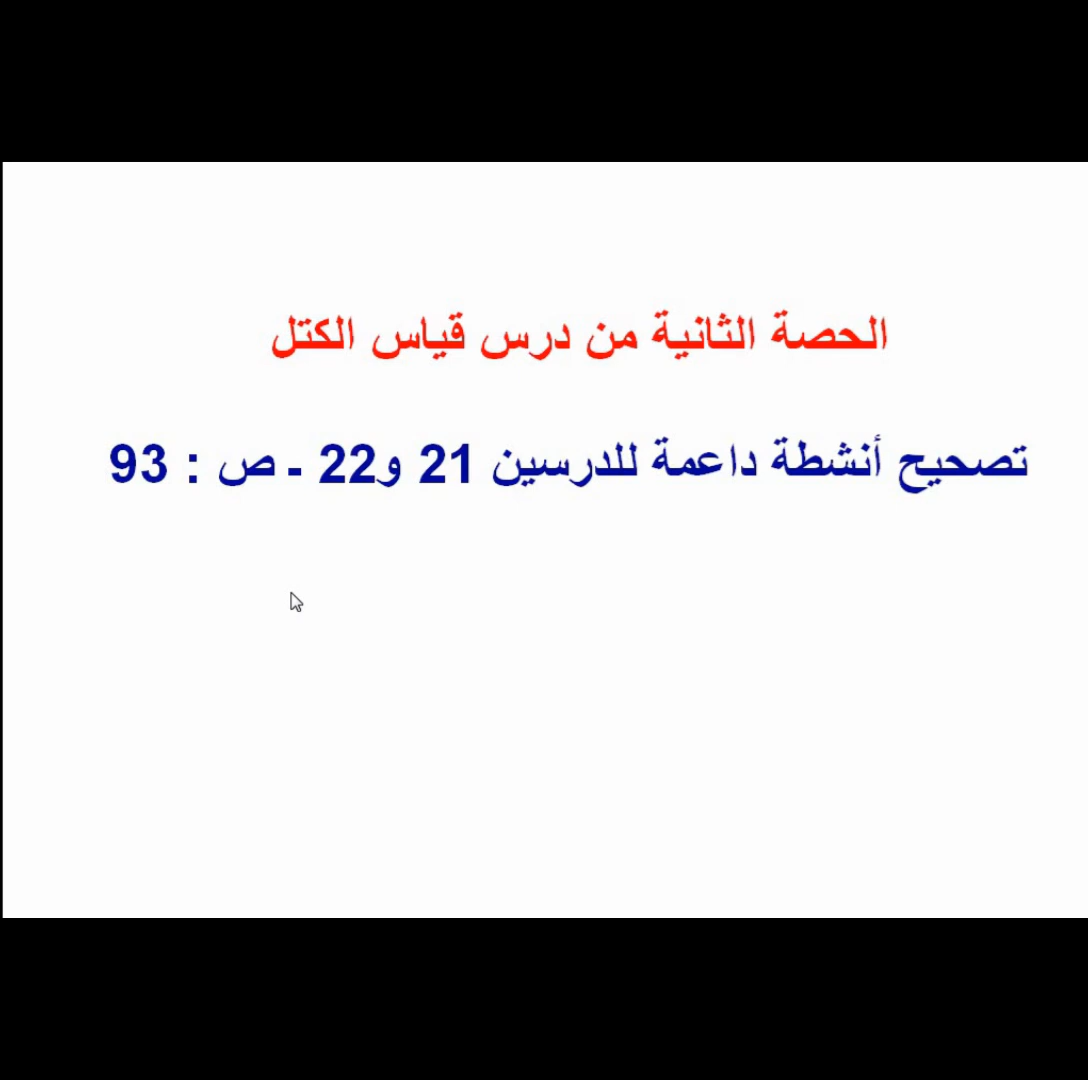 الحصة الثانية من درس قياس الكتل
تصحيح أنشطة داعمة للدرسين 21 و22 - ص : 93